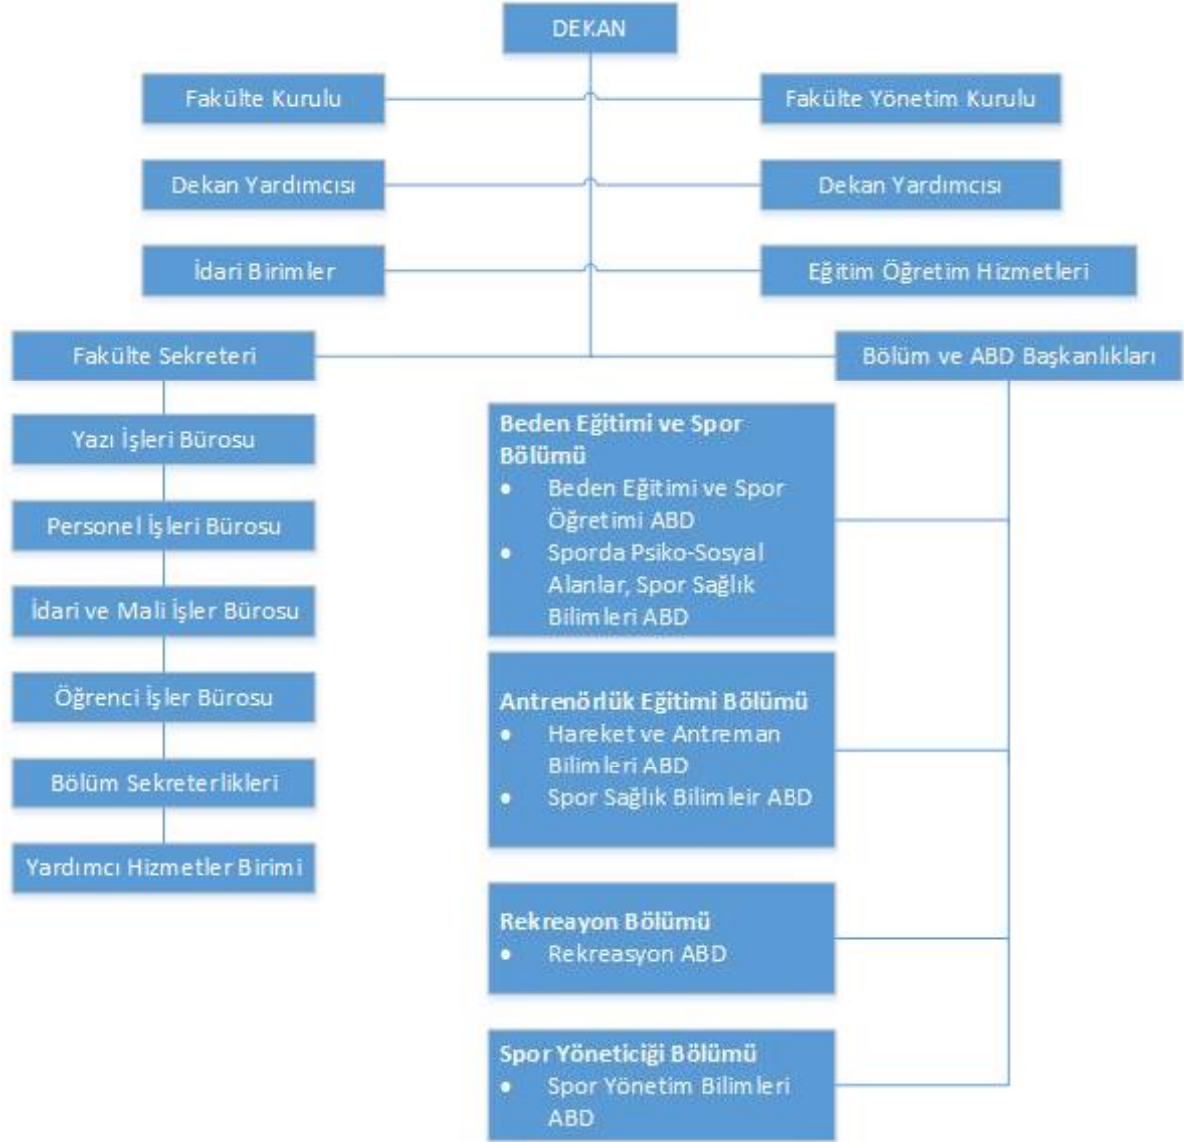 DEKAN
Fakülte Kurulu
Fakülte Yönetim Kurulu
Dekan Yardımcısı
Dekan Yardımcısı
İdari Birimler
Eğitim Öğretim Hizmetleri
Fakülte Sekreteri
Bölüm ve ABD Başkanlıkları
Yazı İşleri Bürosu
Personel İşleri Bürosu
İdari ve Mali İşler Bürosu
Öğrenci İşler Bürosu
Bölüm Sekreterlikleri
Yardımcı Hizmetler Birimi
Beden Eğitimi ve Spor
Bölümü
• Beden Eğitimi ve Spor
Öğretimi ABD
• Sporda Psiko-Sosyal
Alanlar, Spor Sağlık
Bilimleri ABD
Antrenörlük Eğitimi Bölümü
• Hareket ve Antreman
Bilimleri ABD
• Spor Sağlık Bilimleir ABD
Rekreayon Bölümü
• Rekreasyon ABD
Spor Yöneticiği Bölümü
• Spor Yönetim Bilimleri
ABD